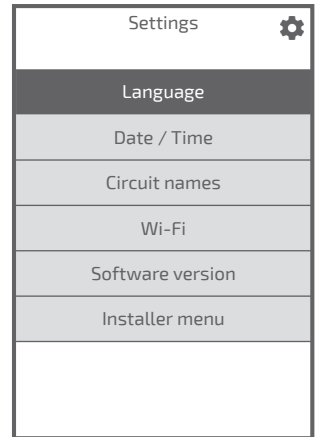 Settings
Language
Date / Time
Circuit names
Wi-Fi
Software version
Installer menu